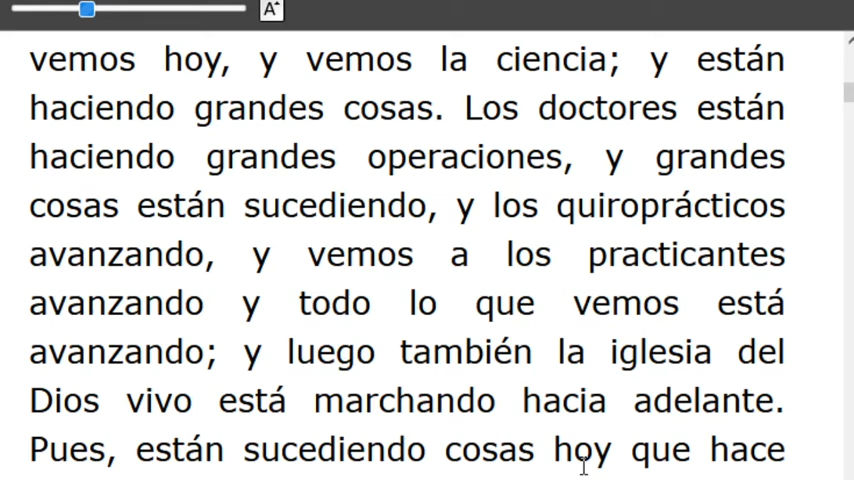 A
vemos hoy, y vemos la ciencia; y están
haciendo grandes cosas. Los doctores están
haciendo grandes operaciones, y grandes
cosas están sucediendo, y los quiroprácticos
avanzando, y vemos a los practicantes
avanzando y todo lo que vemos está
avanzando; y luego también la iglesia del
Dios vivo está marchando hacia adelante.
Pues, están sucediendo cosas hoy que hace